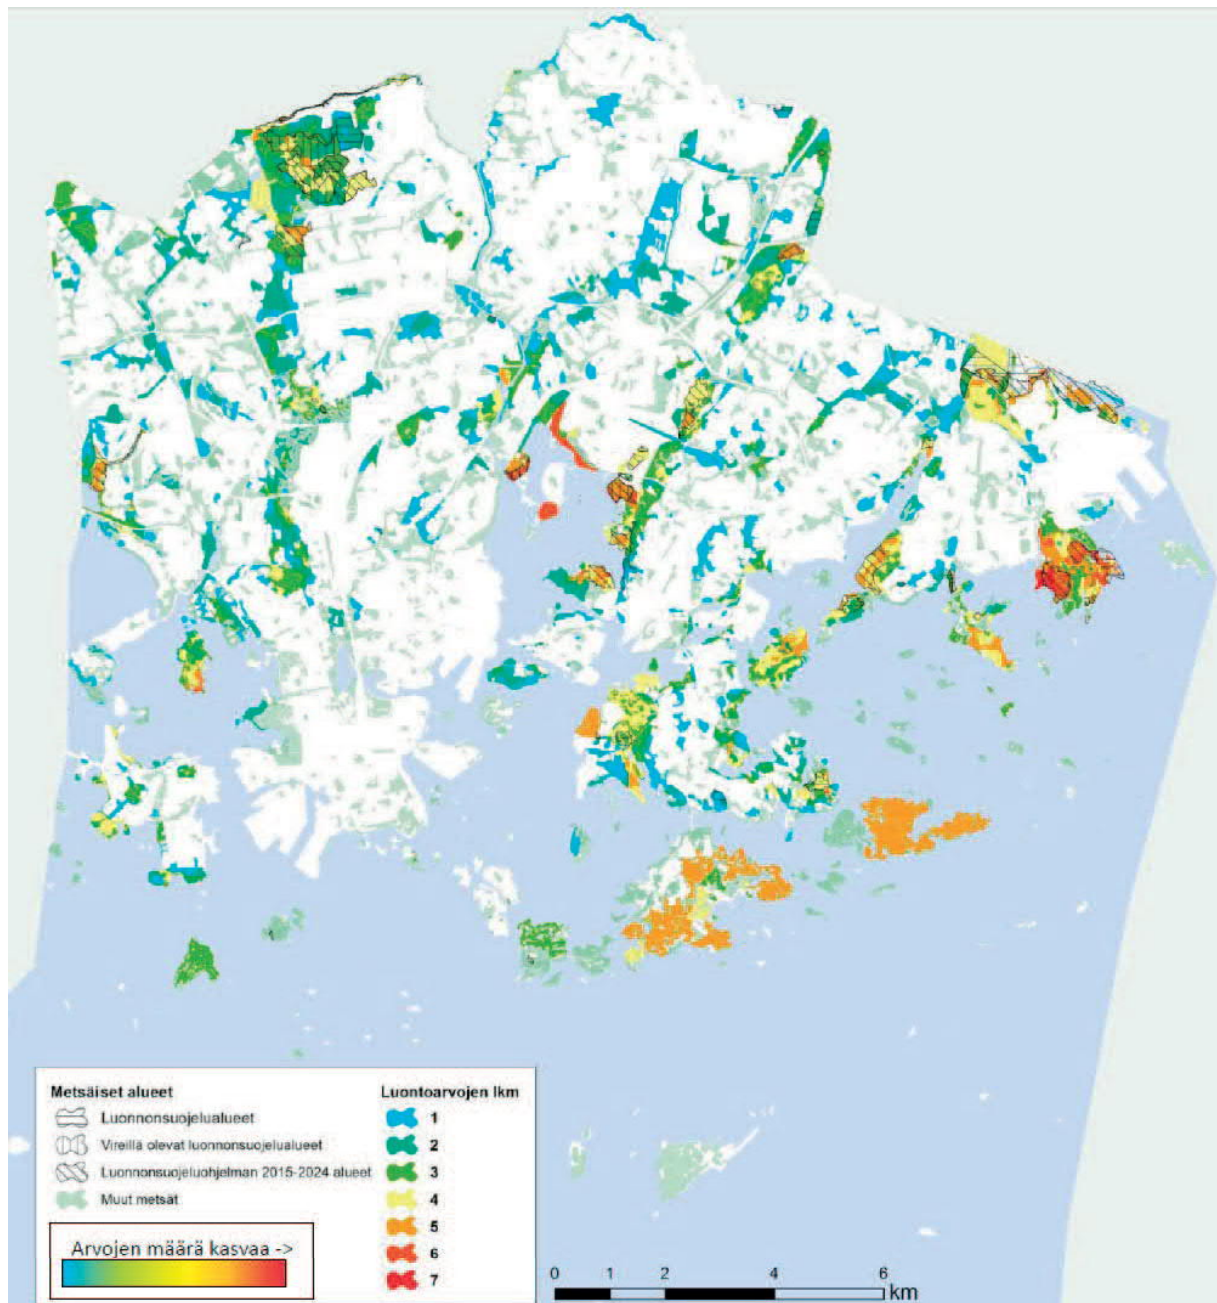 Metsäiset alueet
Luonnonsuojelualueet
Vireillä olevat luonnonsuojelualueet
Luonnonsuojeluohjelman 2015-2024 alueet
Muut metsät
Arvojen määrä kasvaa ->
Luontoarvojen lkm
1
2
3
4
5
6
7
0 1 2 4 6
km